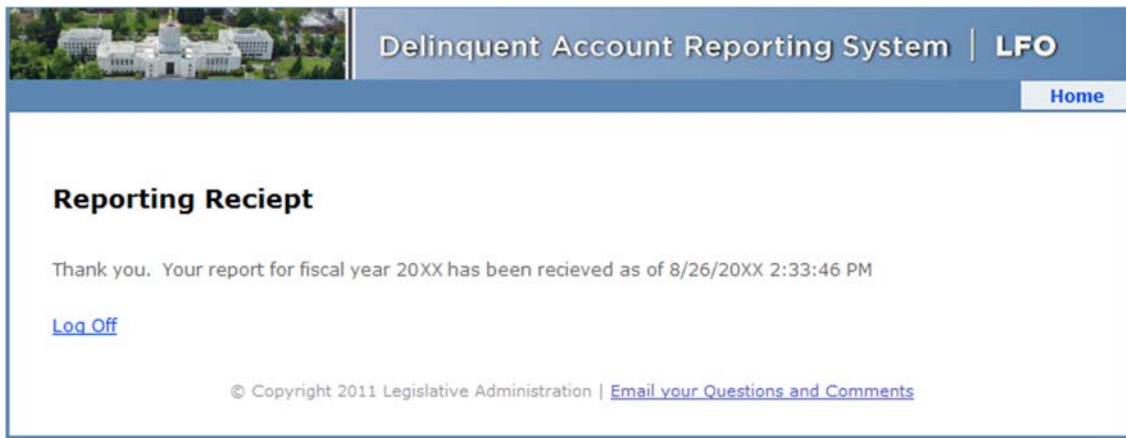 Delinquent Account Reporting System | LFO
Home
Reporting Reciept
Thank you.  Your report for fiscal year 20XX has been recieved as of 8/26/20XX 2:33:46 PM
Log Off
© Copyright 2011 Legislative Administration | Email your Questions and Comments